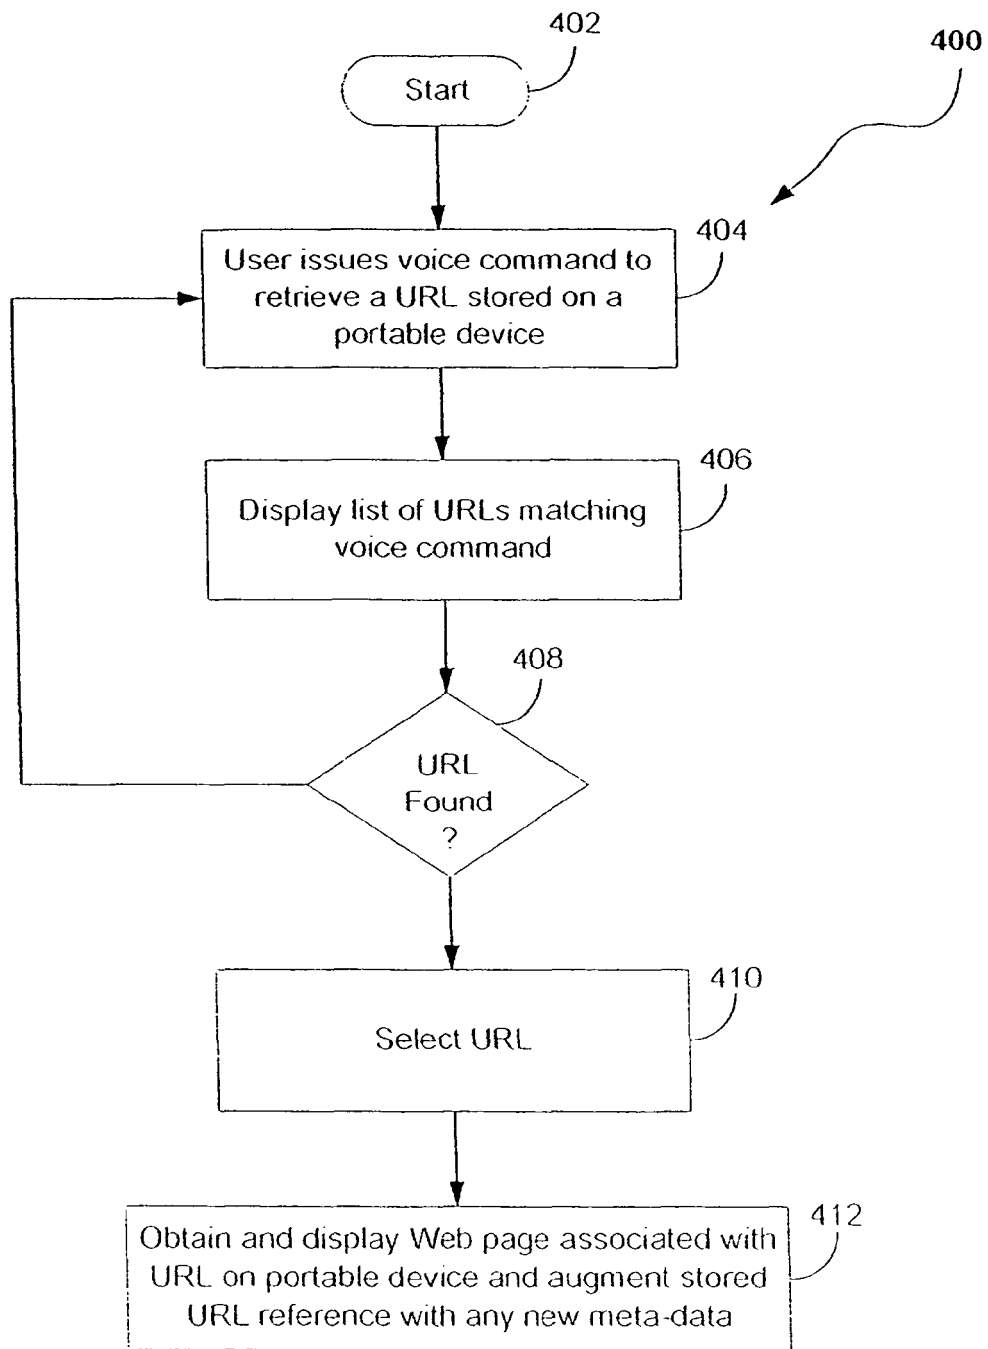 402
400
Start
404
User issues voice command to
retrieve a URL stored on a
portable device
406
Display list of URLs matching
voice command
408
URL
Found
?
410
Select URL
412
Obtain and display Web page associated with
URL on portable device and augment stored
URL reference with any new meta-data